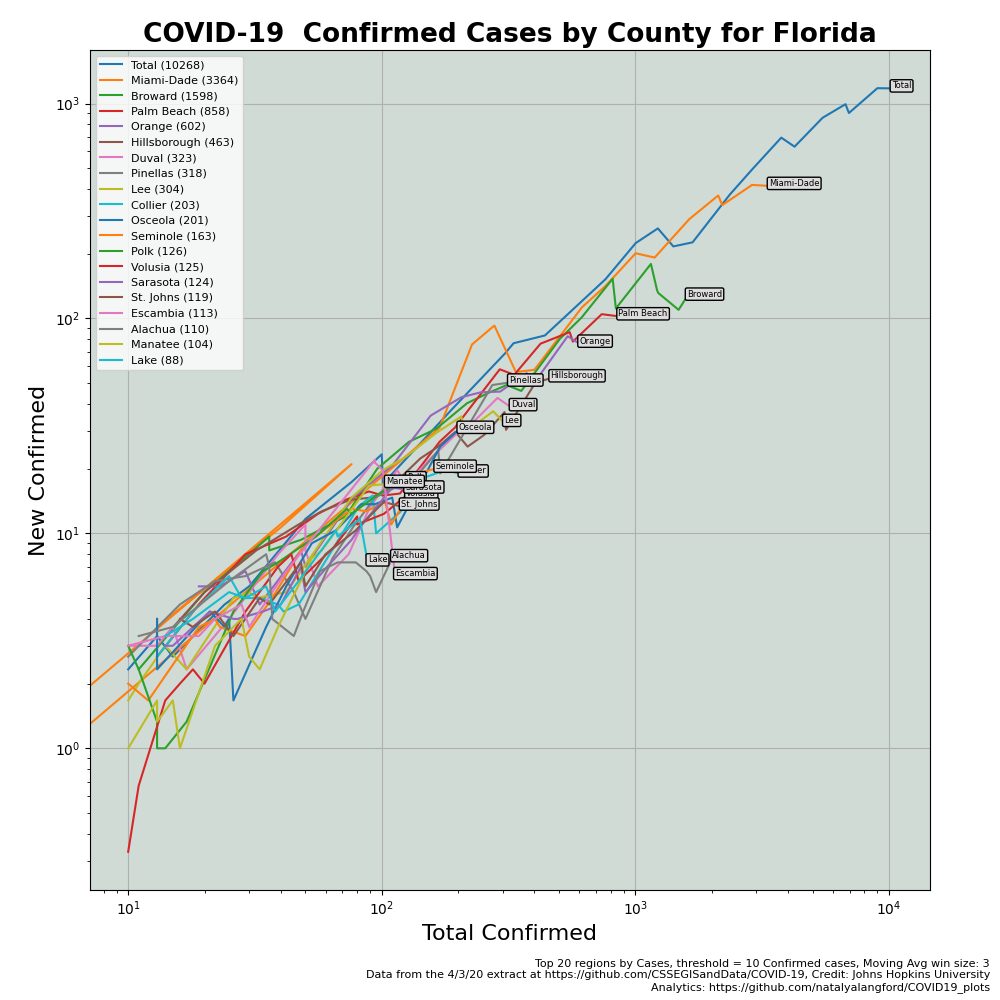 COVID-19  Confirmed Cases by County for Florida
Total (10268)
Miami-Dade (3364)
Broward (1598)
Palm Beach (858)
Orange (602)
Hillsborough (463)
Duval (323)
Pinellas (318)
Lee (304)
Collier (203)
Osceola (201)
Seminole (163)
Polk (126)
Volusia (125)
Sarasota (124)
St. Johns (119)
Escambia (113)
Alachua (110)
Manatee (104)
Lake (88)
Total
Miami-Dade
Broward
Palm Beach
Orange
Hillsborough
Pinellas
Duval
Lee
Osceola
Seminole
Manatee
St. Johns
Lake
Alachua
Escambia
10³
10²
10¹
10⁰
New Confirmed
10¹ 10² 10³ 10⁴
Total Confirmed
Top 20 regions by Cases, threshold = 10 Confirmed cases, Moving Avg win size: 3
Data from the 4/3/20 extract at https://github.com/CSSEGISandData/COVID-19, Credit: Johns Hopkins University
Analytics: https://github.com/natalyalangford/COVID19_plots